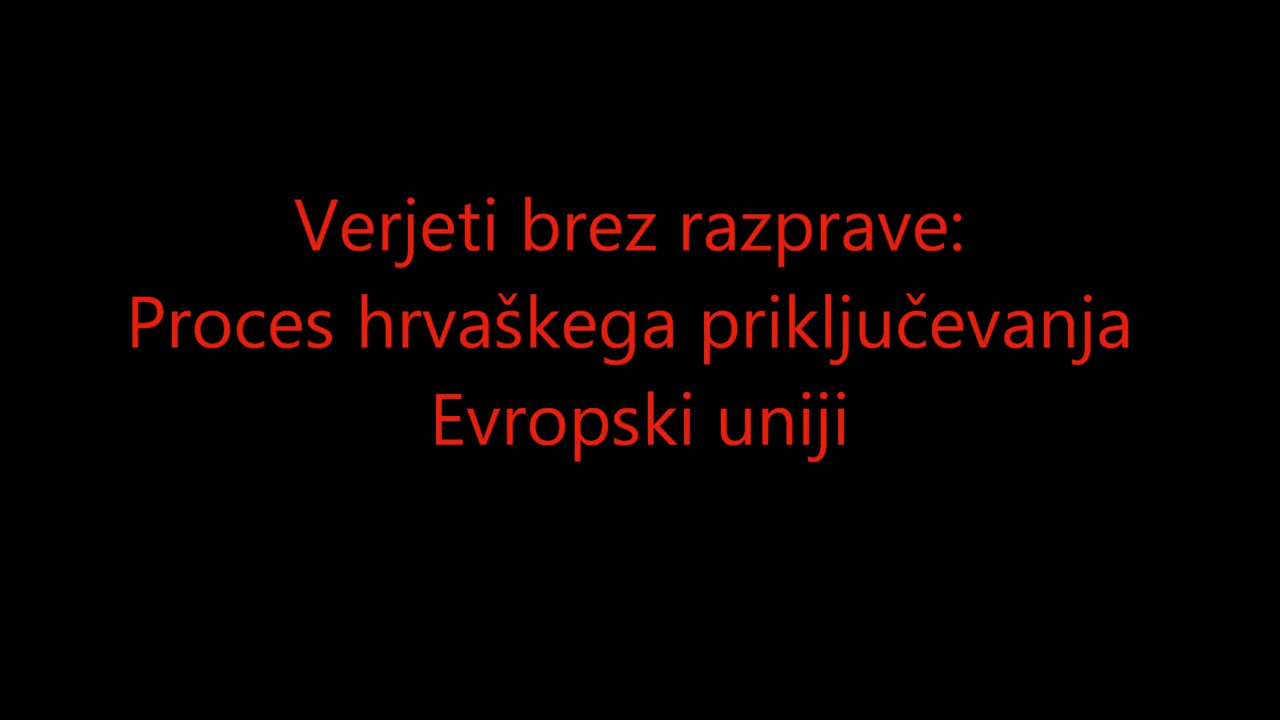 Verjeti brez razprave:
Proces hrvaškega priključevanja
Evropski uniji